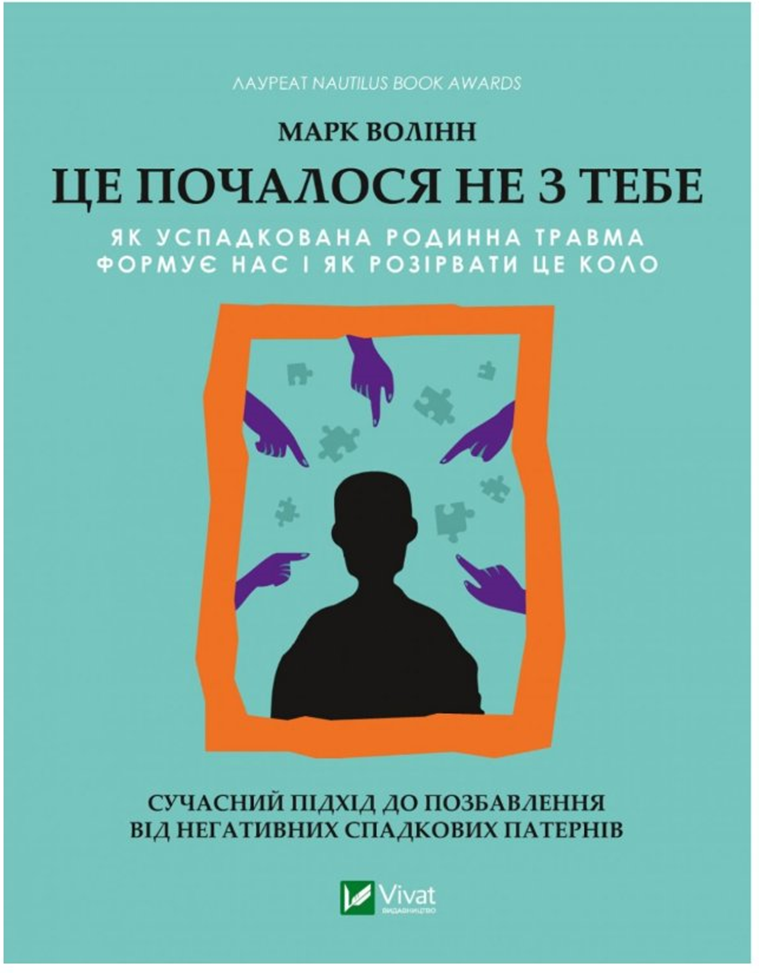 ЛАУРЕАТ NAUTILUS BOOK AWARDS
МАРК ВОЛІНН
ЦЕ ПОЧАЛОСЯ НЕ З ТЕБЕ
ЯК УСПАДКОВАНА РОДИННА ТРАВМА
ФОРМУЄ НАС І ЯК РОЗІРВАТИ ЦЕ КОЛО
СУЧАСНИЙ ПІДХІД ДО ПОЗБАВЛЕННЯ
ВІД НЕГАТИВНИХ СПАДКОВИХ ПАТЕРНІВ
Vivat
ВИДАВНИЦТВО